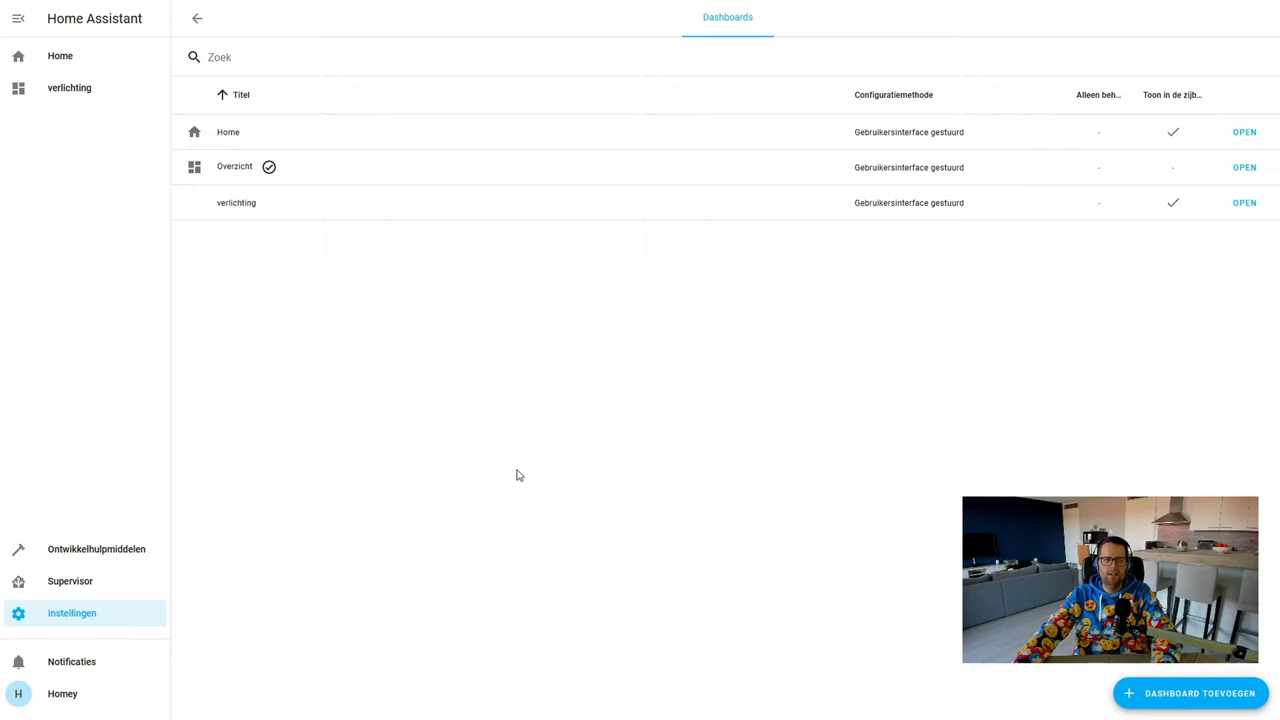 Home Assistant
Dashboards
Home
verlichting
Zoek
Titel
Configuratiemethode
Alleen beh...
Toon in de zijb...
Home
Gebruikersinterface gestuurd
-
OPEN
Overzicht
Gebruikersinterface gestuurd
-
-
OPEN
verlichting
Gebruikersinterface gestuurd
-
OPEN
Ontwikkelhulpmiddelen
Supervisor
Instellingen
Notificaties
H
Homey
+ DASHBOARD TOEVOEGEN